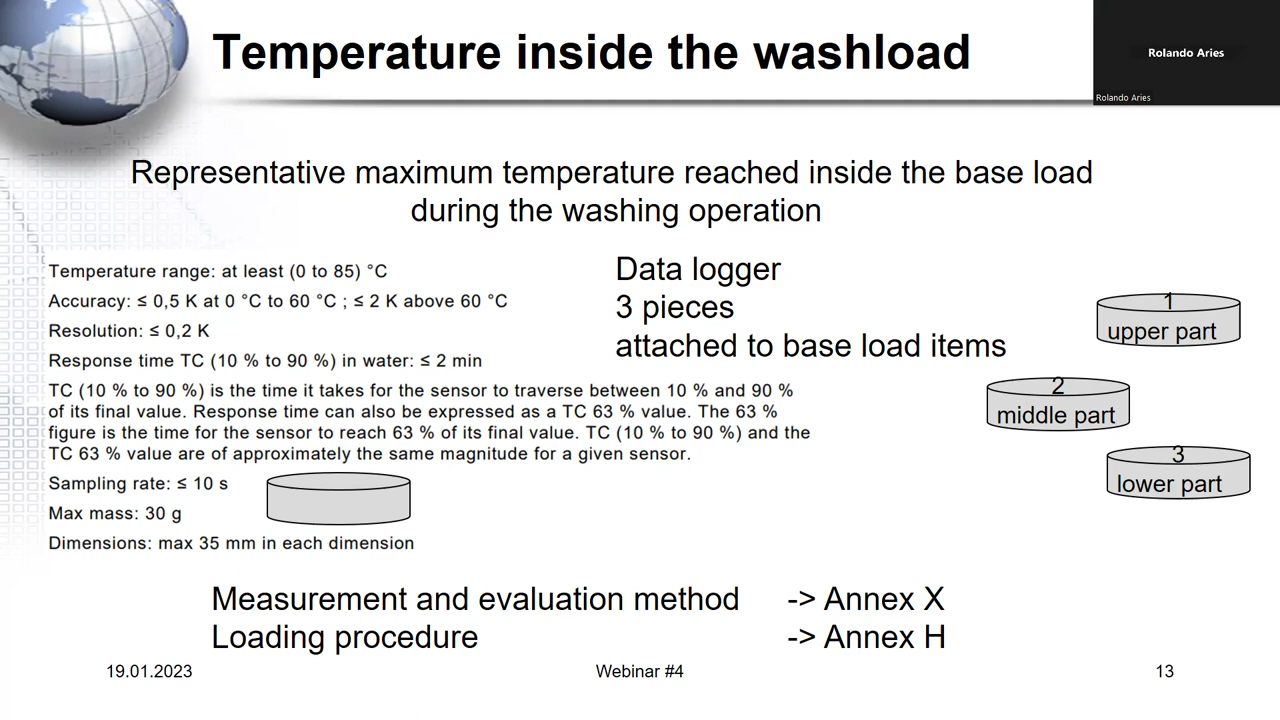 Temperature inside the washload
Rolando Aries
Rolando Aries
Representative maximum temperature reached inside the base load
during the washing operation
Temperature range: at least (0 to 85) °C
Accuracy: ≤ 0,5 K at 0 °C to 60 °C ; ≤ 2 K above 60 °C
Resolution: ≤ 0,2 K
Response time TC (10 % to 90 %) in water: ≤ 2 min
TC (10 % to 90 %) is the time it takes for the sensor to traverse between 10 % and 90 %
of its final value. Response time can also be expressed as a TC 63 % value. The 63 %
figure is the time for the sensor to reach 63 % of its final value. TC (10 % to 90 %) and the
TC 63 % value are of approximately the same magnitude for a given sensor.
Sampling rate: ≤ 10 s
Max mass: 30 g
Dimensions: max 35 mm in each dimension
Data logger
3 pieces
attached to base load items
1
upper part
2
middle part
3
lower part
Measurement and evaluation method -> Annex X
Loading procedure -> Annex H
19.01.2023
Webinar #4
13